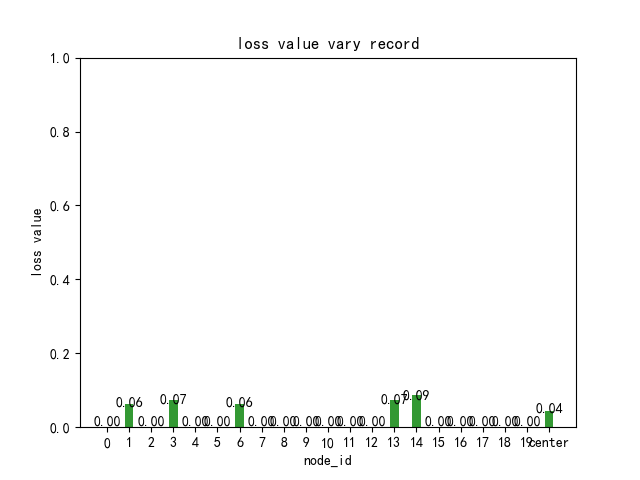 loss value vary record
1.0
0.8
0.6
0.4
0.2
0.0
loss value
0.00 0.06 0.00 0.07 0.00 0.00 0.06 0.00 0.00 0.00 0.00 0.00 0.00 0.07 0.09 0.00 0.00 0.00 0.00 0.00 0.04
0 1 2 3 4 5 6 7 8 9 10 11 12 13 14 15 16 17 18 19 center
node_id